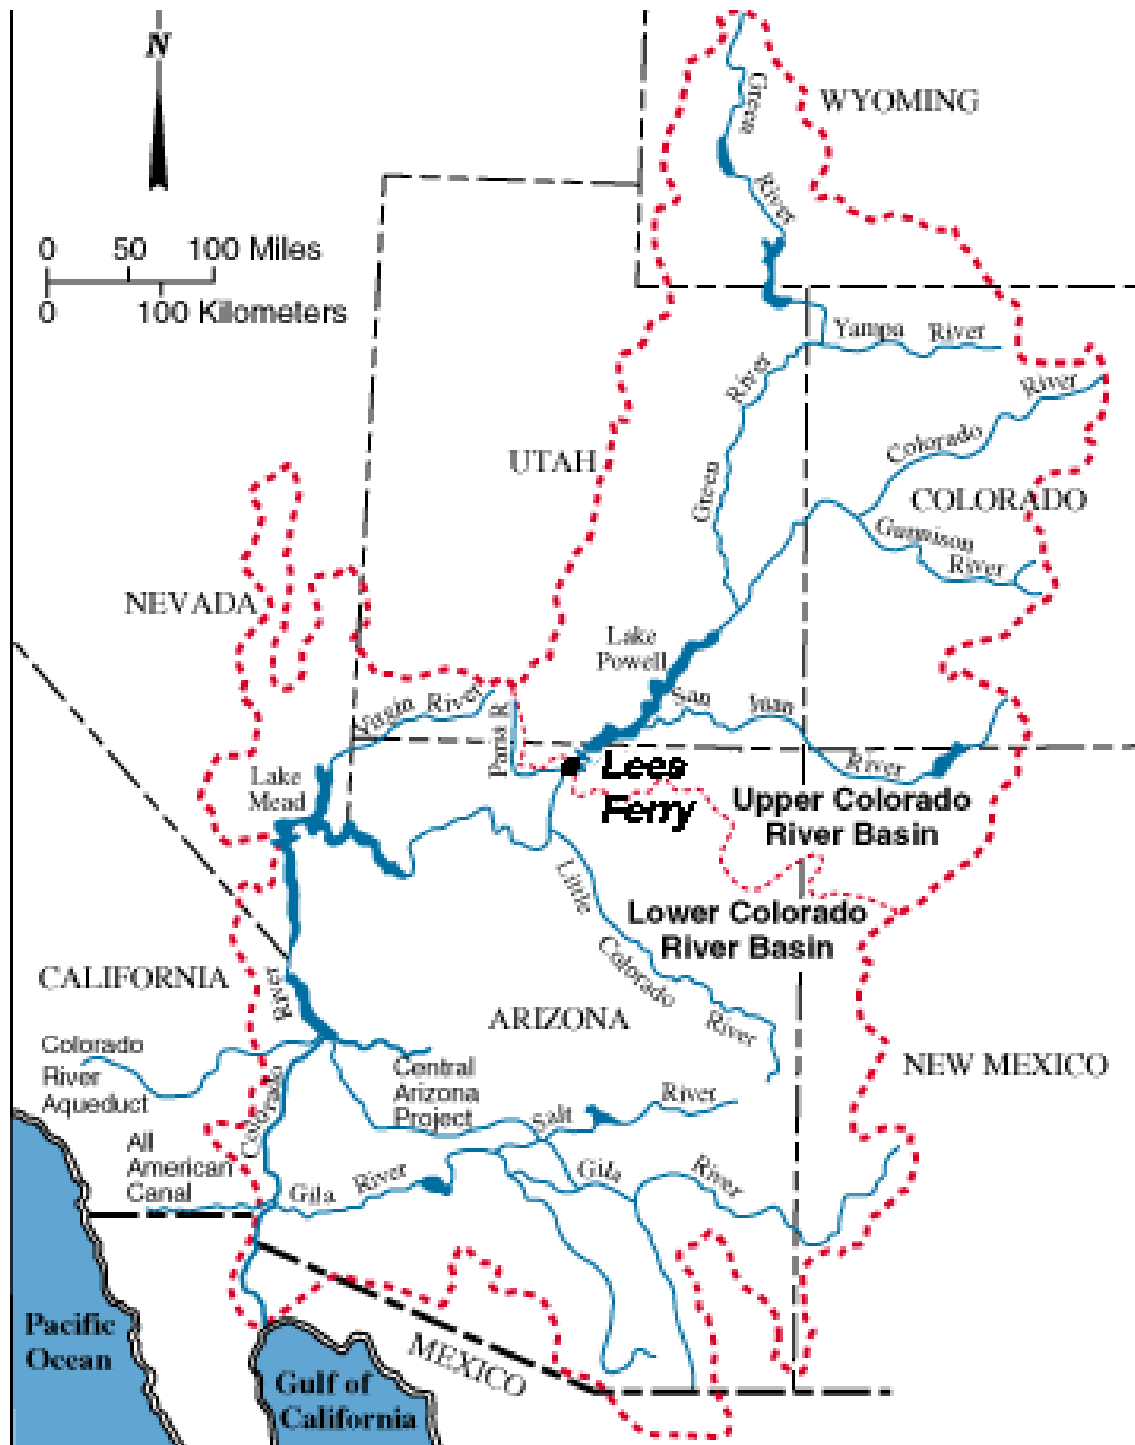 N
WYOMING
Green
River
0 50 100 Miles
0 100 Kilometers
Yampa River
River
Green
River
Colorado
UTAH
COLORADO
Gunnison
River
NEVADA
Lake
Powell
San Juan
River
Virgin River
Paria R.
Lees
Ferry
Lake
Mead
Upper Colorado
River Basin
Little
Colorado
River
Lower Colorado
River Basin
CALIFORNIA
River
Colorado
ARIZONA
NEW MEXICO
Colorado
River
Aqueduct
Central
Arizona
Project
Salt River
All
American
Canal
Gila River
Gila River
MEXICO
Pacific
Ocean
Gulf of
California